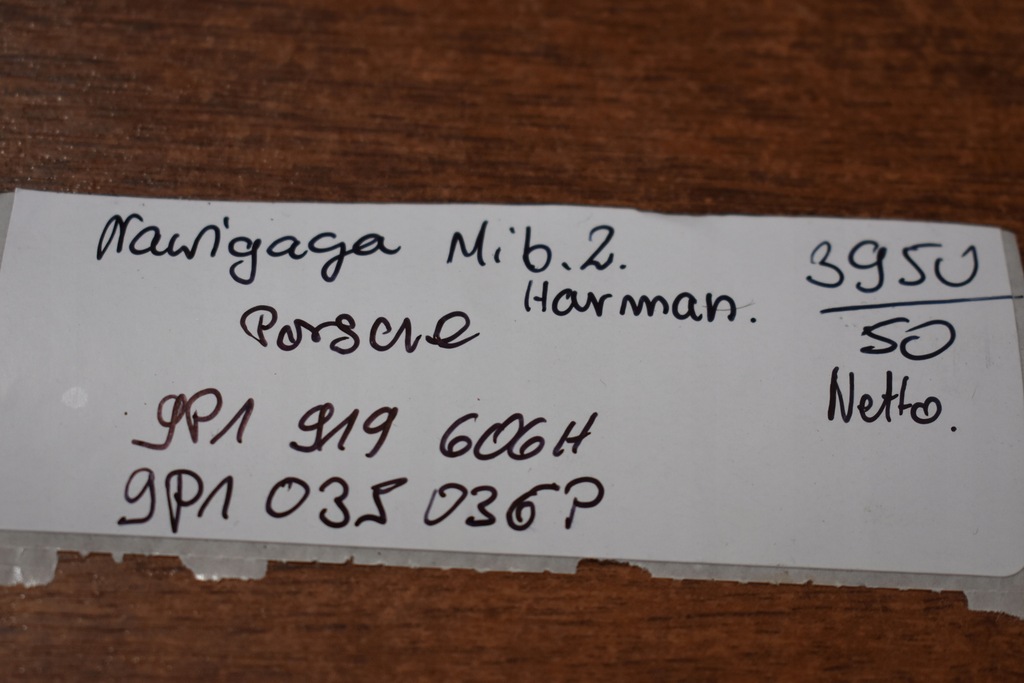 Nawigaga Mib.2.
Harman.
Porsche
9P1 919 606H
9P1 035 036P
3950
50
Netto.